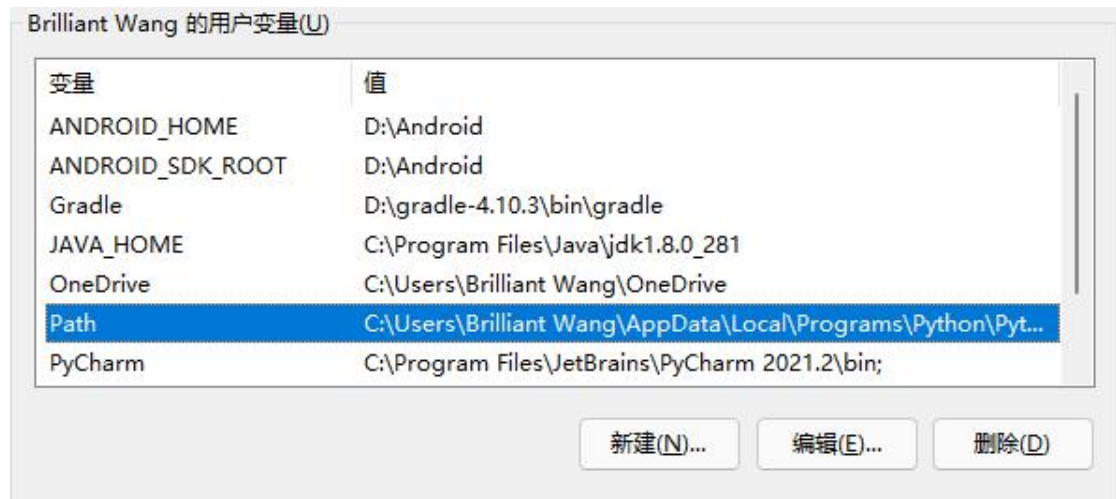 Brilliant Wang 的用户变量(U)
变量 值
ANDROID_HOME D:\Android
ANDROID_SDK_ROOT D:\Android
Gradle D:\gradle-4.10.3\bin\gradle
JAVA_HOME C:\Program Files\Java\jdk1.8.0_281
OneDrive C:\Users\Brilliant Wang\OneDrive
Path C:\Users\Brilliant Wang\AppData\Local\Programs\Python\Pyt...
PyCharm C:\Program Files\JetBrains\PyCharm 2021.2\bin;
新建(N)... 编辑(E)... 删除(D)